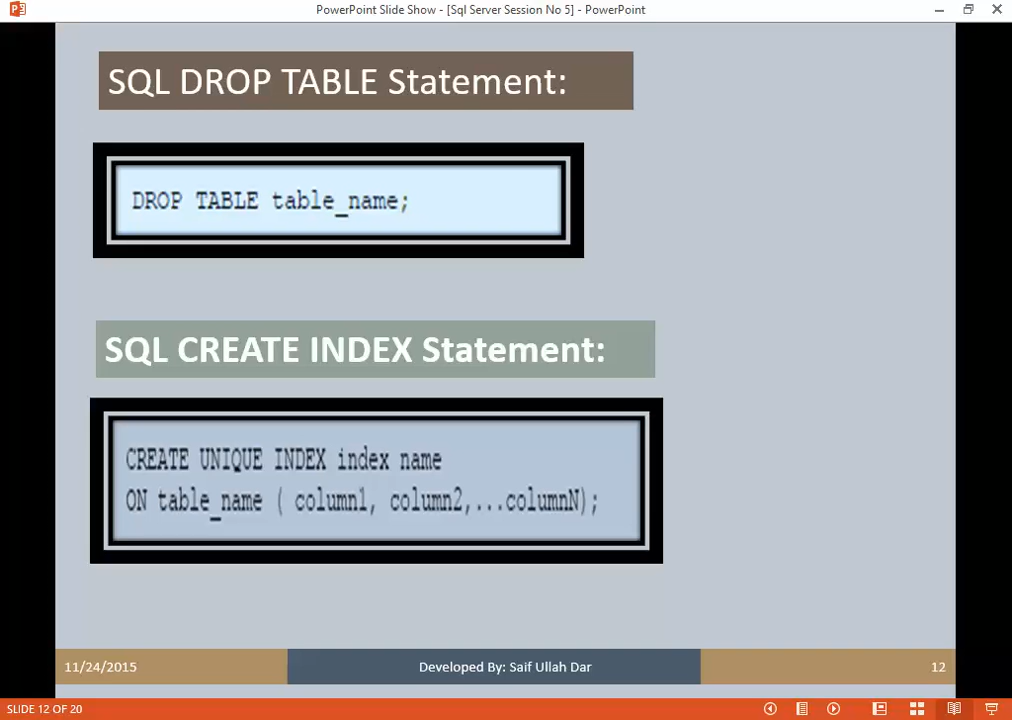 PowerPoint Slide Show - [Sql Server Session No 5] - PowerPoint
SQL DROP TABLE Statement:
DROP TABLE table_name;
SQL CREATE INDEX Statement:
CREATE UNIQUE INDEX index name
ON table_name ( column1, column2,...columnN);
11/24/2015
Developed By: Saif Ullah Dar
12
SLIDE 12 OF 20